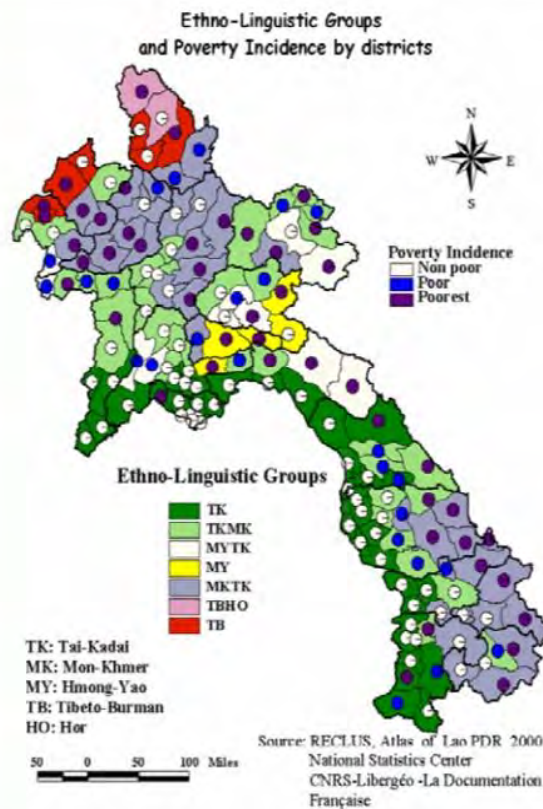 Ethno-Linguistic Groups
and Poverty Incidence by districts
N
W E
S
Poverty Incidence
Non poor
Poor
Poorest
Ethno-Linguistic Groups
TK
TKMK
MYTK
MY
MKTK
TBHO
TB
TK: Tai-Kadai
MK: Mon-Khmer
MY: Hmong-Yao
TB: Tibeto-Burman
HO: Hor
50 0 50 100 Miles
Source: RECLUS, Atlas of Lao PDR 2000
National Statistics Center
CNRS-Libergéo -La Documentation
Française